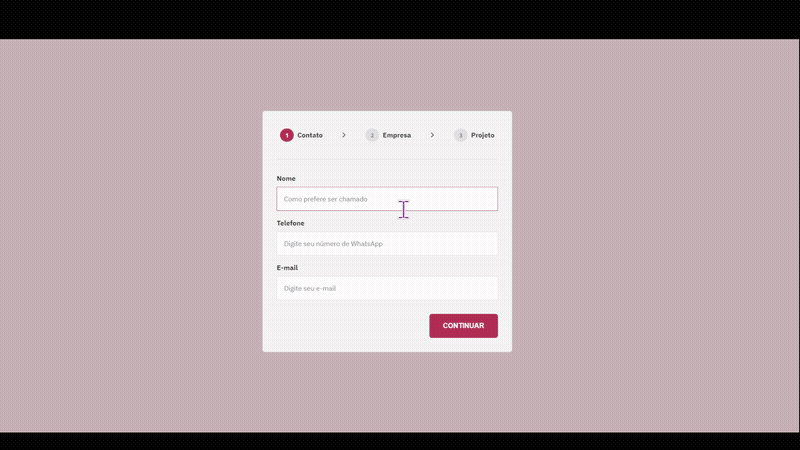 1 Contato > 2 Empresa > 3 Projeto
Nome
Como prefere ser chamado
Telefone
Digite seu número de WhatsApp
E-mail
Digite seu e-mail
CONTINUAR